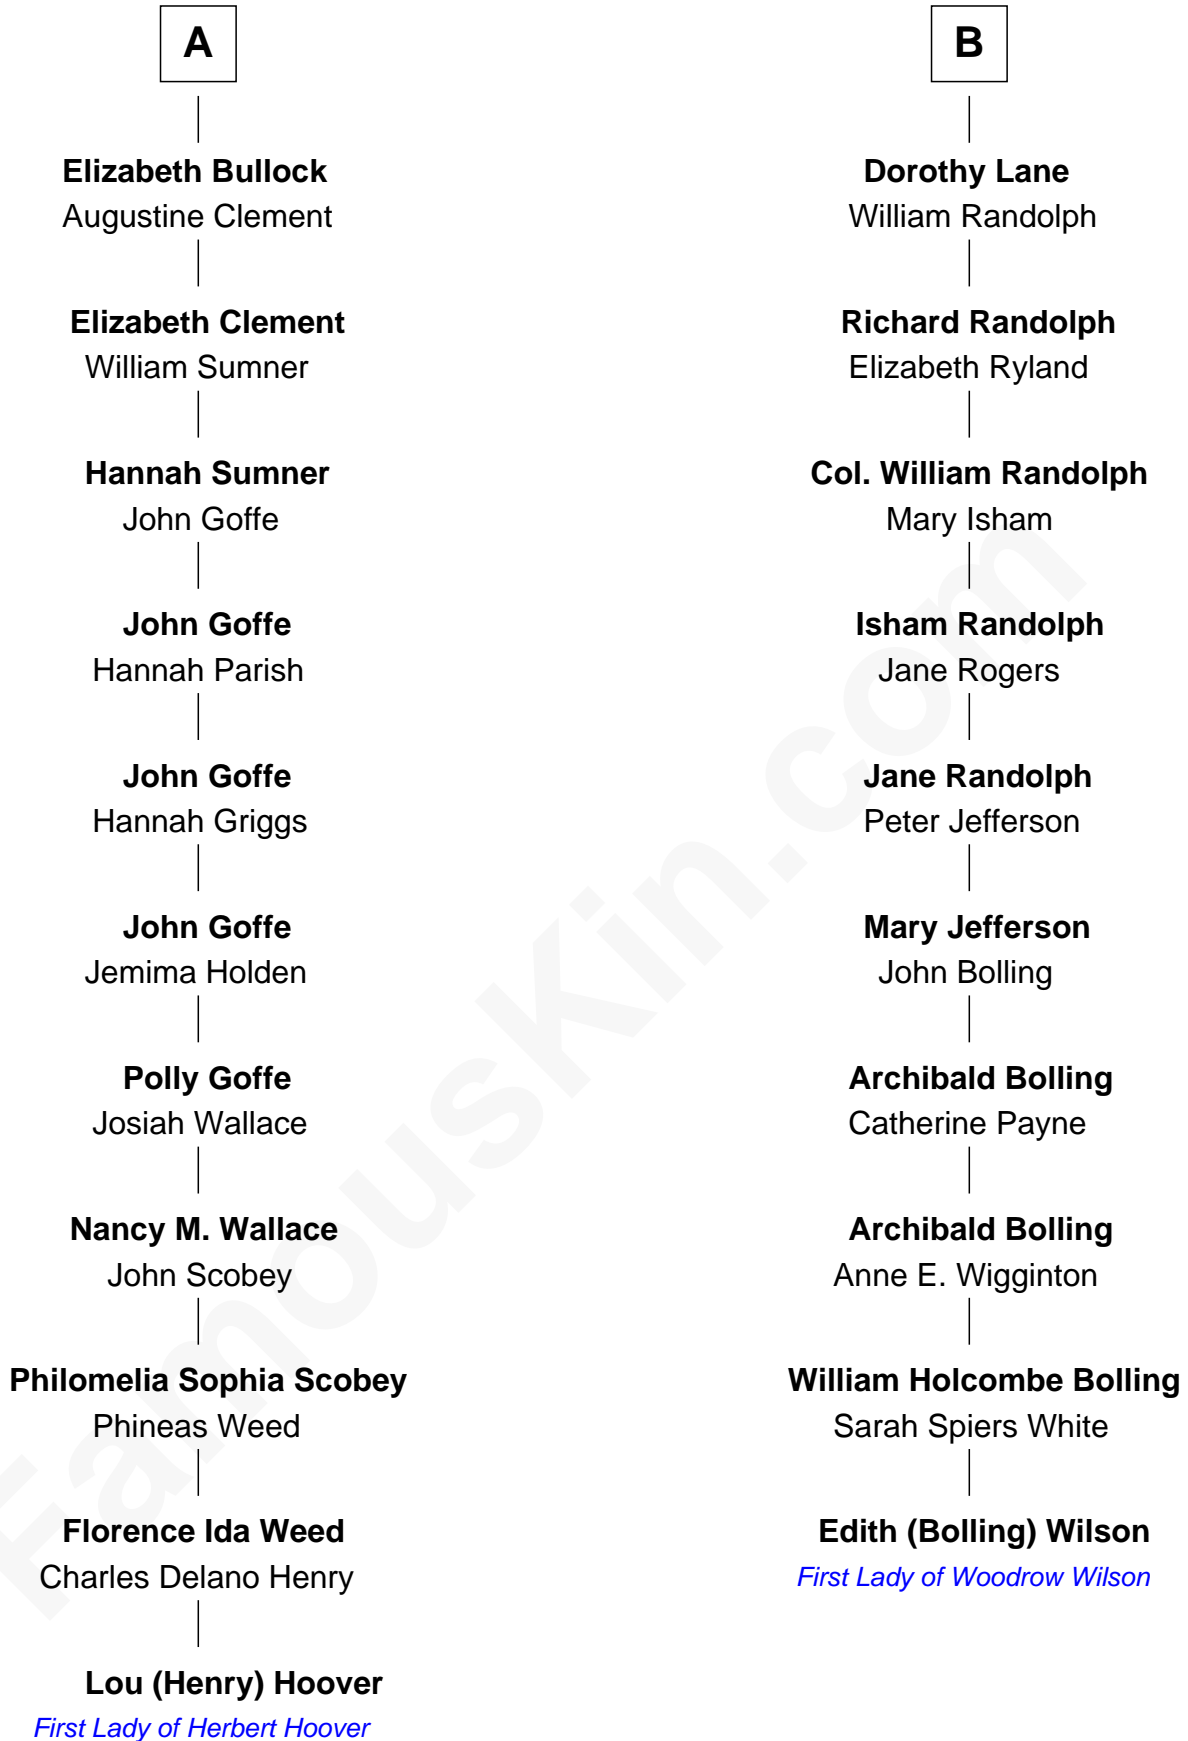 A
Elizabeth Bullock
Augustine Clement
Elizabeth Clement
William Sumner
Hannah Sumner
John Goffe
John Goffe
Hannah Parish
John Goffe
Hannah Griggs
John Goffe
Jemima Holden
Polly Goffe
Josiah Wallace
Nancy M. Wallace
John Scobey
Philomelia Sophia Scobey
Phineas Weed
Florence Ida Weed
Charles Delano Henry
Lou (Henry) Hoover
First Lady of Herbert Hoover
B
Dorothy Lane
William Randolph
Richard Randolph
Elizabeth Ryland
Col. William Randolph
Mary Isham
Isham Randolph
Jane Rogers
Jane Randolph
Peter Jefferson
Mary Jefferson
John Bolling
Archibald Bolling
Catherine Payne
Archibald Bolling
Anne E. Wigginton
William Holcombe Bolling
Sarah Spiers White
Edith (Bolling) Wilson
First Lady of Woodrow Wilson
FamousKin.com